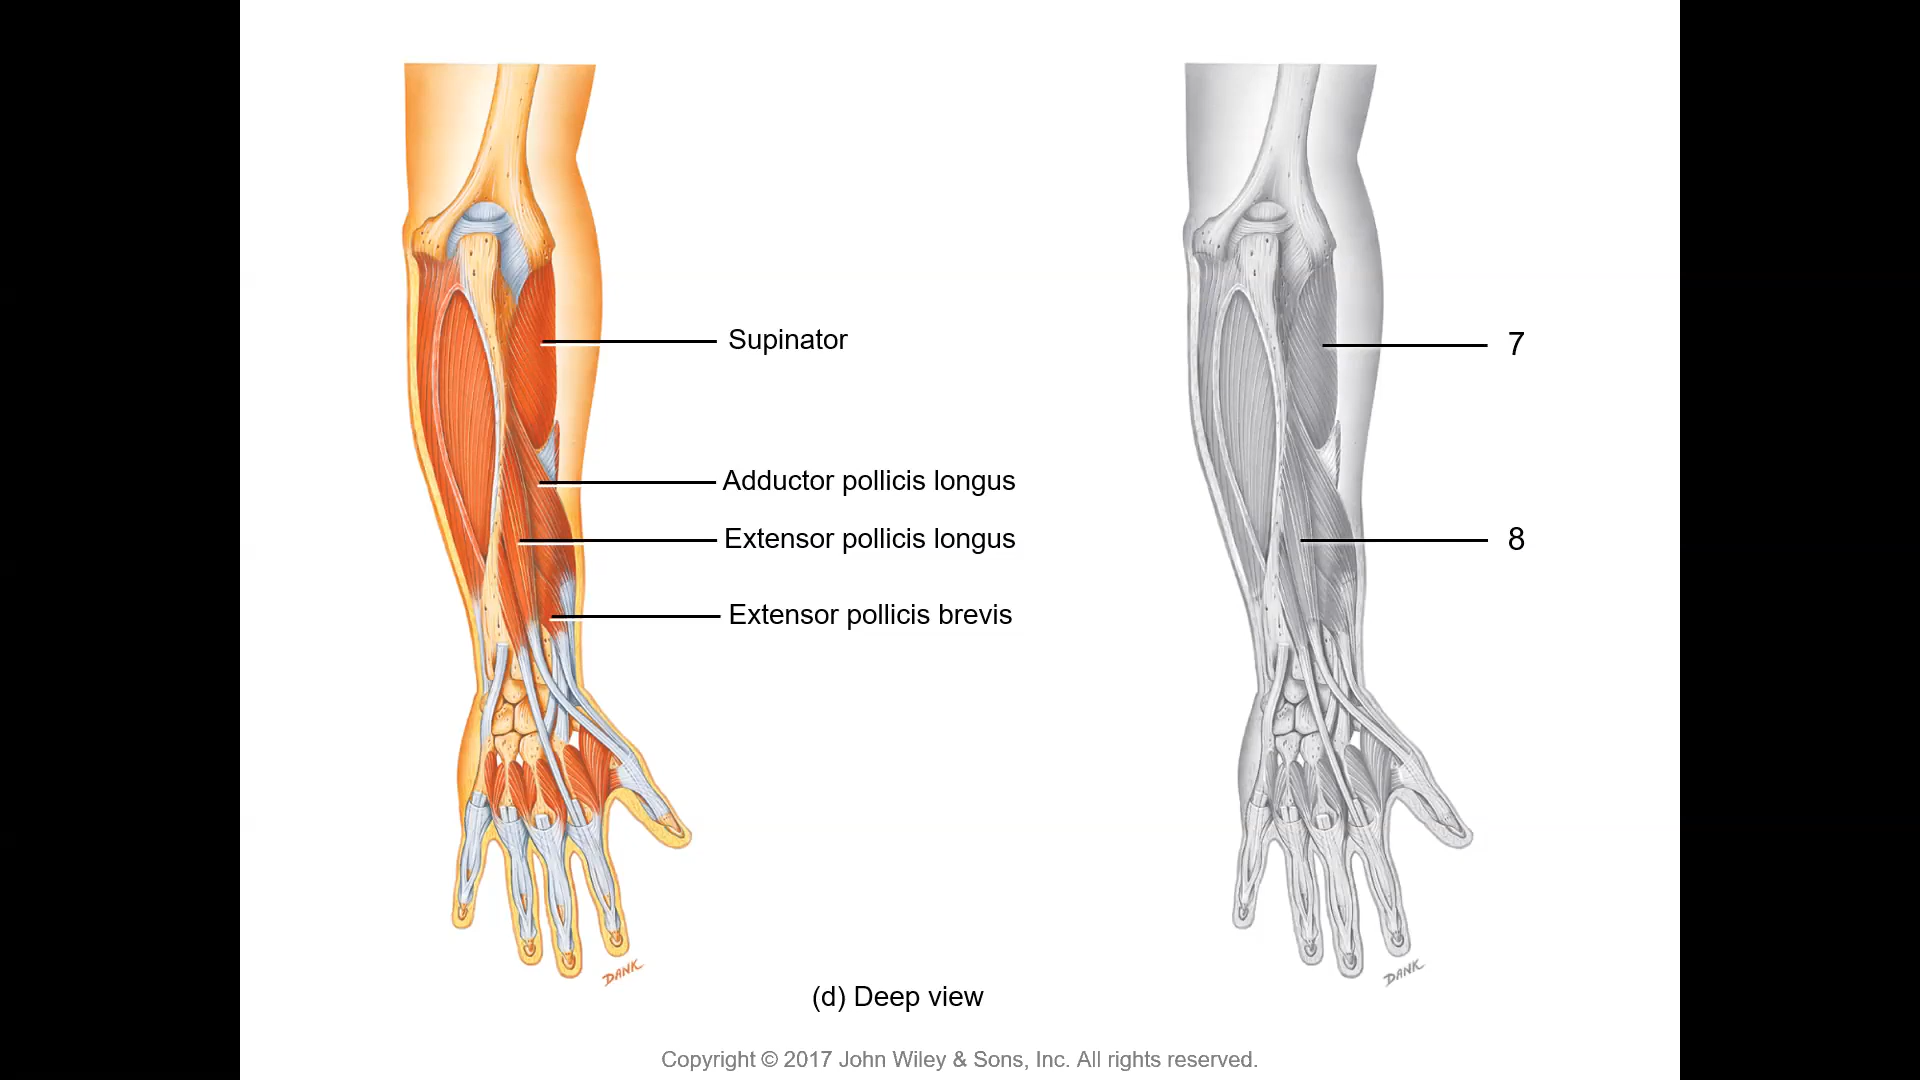 Supinator
7
Adductor pollicis longus
Extensor pollicis longus
8
Extensor pollicis brevis
DANK
DANK
(d) Deep view
Copyright © 2017 John Wiley & Sons, Inc. All rights reserved.